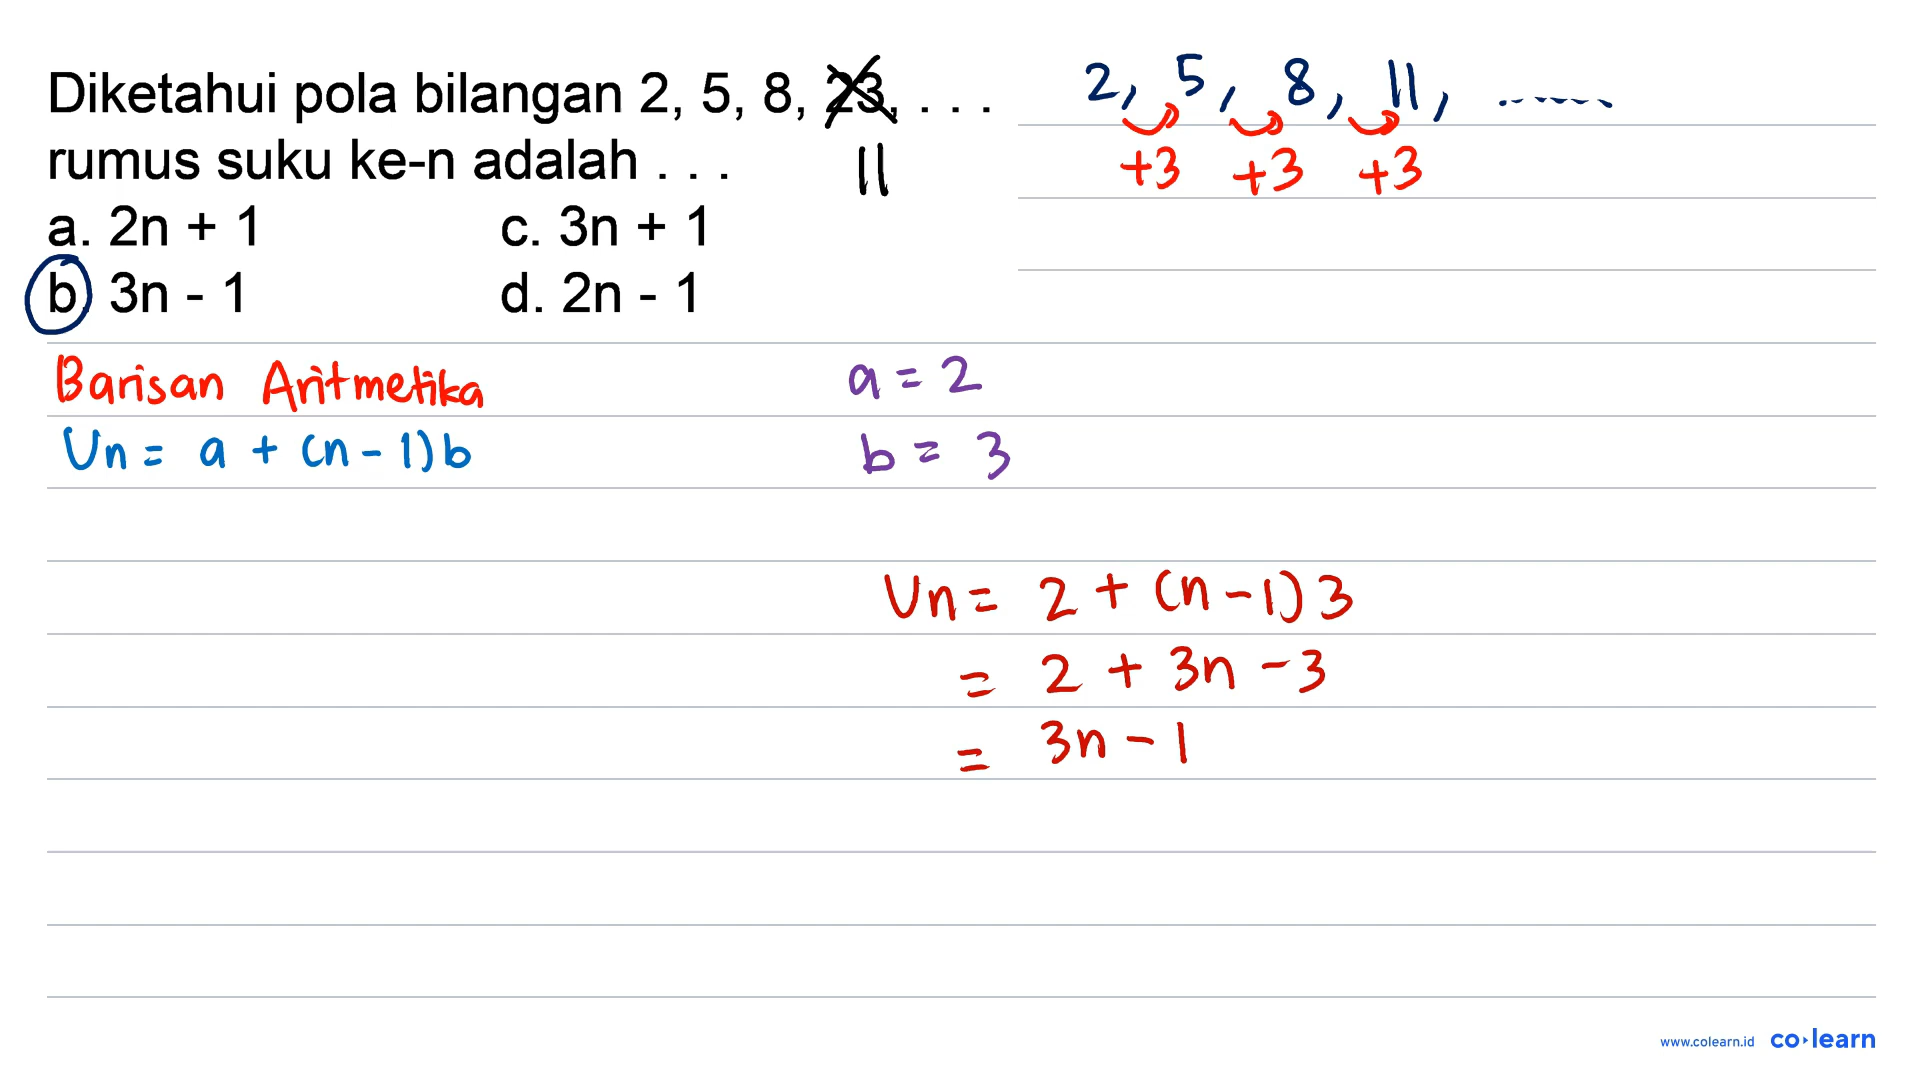 Diketahui pola bilangan 2, 5, 8, 23, . . .
11
rumus suku ke-n adalah . . .
a. 2n + 1 c. 3n + 1
b. 3n - 1 d. 2n - 1
2, 5, 8, 11, ......
+3 +3 +3
Barisan Aritmetika
Un = a + (n - 1)b
a = 2
b = 3
Un = 2 + (n - 1)3
= 2 + 3n - 3
= 3n - 1
www.colearn.id co learn